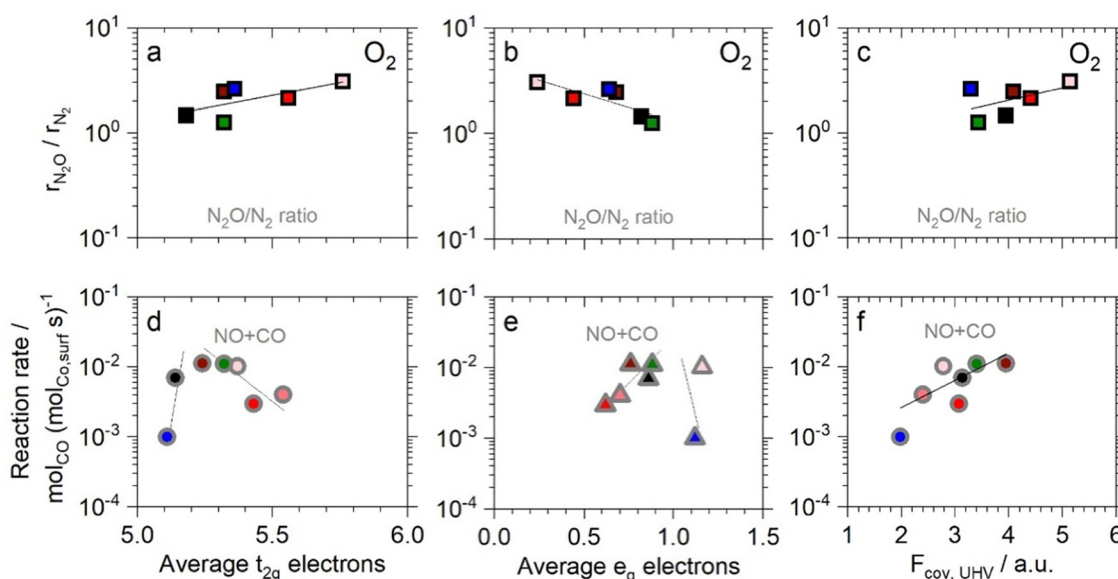 a O₂
b O₂
c O₂
10¹
10⁰
10⁻¹
10¹
10⁰
10⁻¹
10¹
10⁰
10⁻¹
r_N₂O / r_N₂
N₂O/N₂ ratio
N₂O/N₂ ratio
N₂O/N₂ ratio
d NO+CO
e NO+CO
f NO+CO
10⁻¹
10⁻²
10⁻³
10⁻⁴
10⁻¹
10⁻²
10⁻³
10⁻⁴
10⁻¹
10⁻²
10⁻³
10⁻⁴
Reaction rate /
mol_CO (mol_Co,surf s)⁻¹
5.0 5.5 6.0
0.0 0.5 1.0 1.5
1 2 3 4 5 6
Average t₂g electrons
Average e_g electrons
F_cov, UHV / a.u.